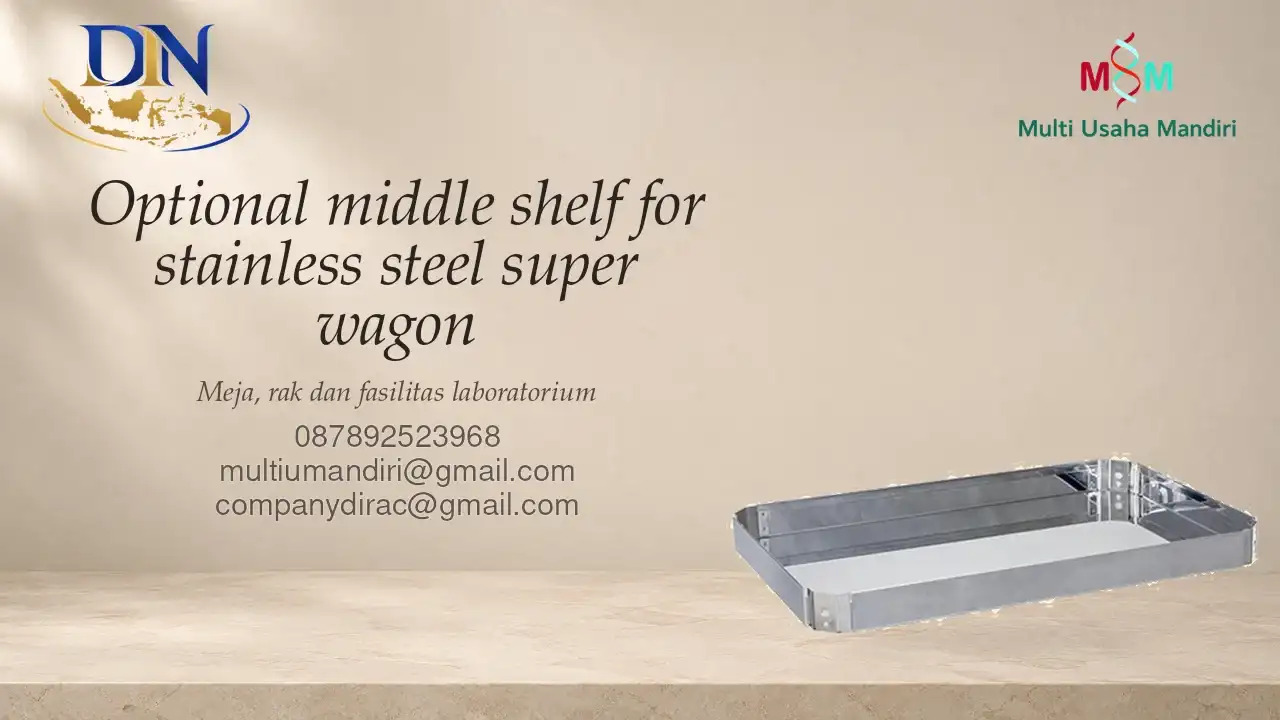 DN
M M
Multi Usaha Mandiri
Optional middle shelf for
stainless steel super
wagon
Meja, rak dan fasilitas laboratorium
087892523968
multiumandiri@gmail.com
companydirac@gmail.com